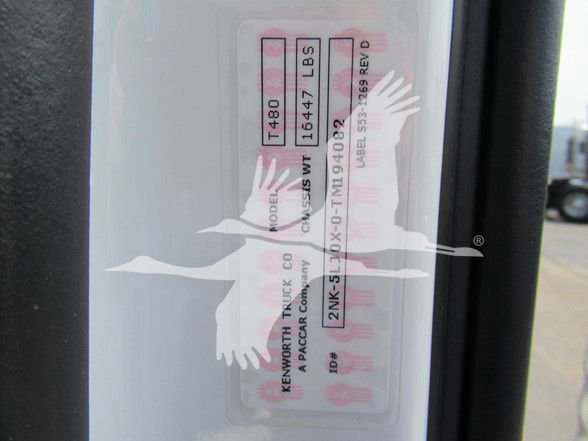 KENWORTH TRUCK CO MODEL T480
A PACCAR Company CHASSIS WT 16447 LBS
ID# 2NK-5L10X-0-TM194082
LABEL S53-1269 REV D
®